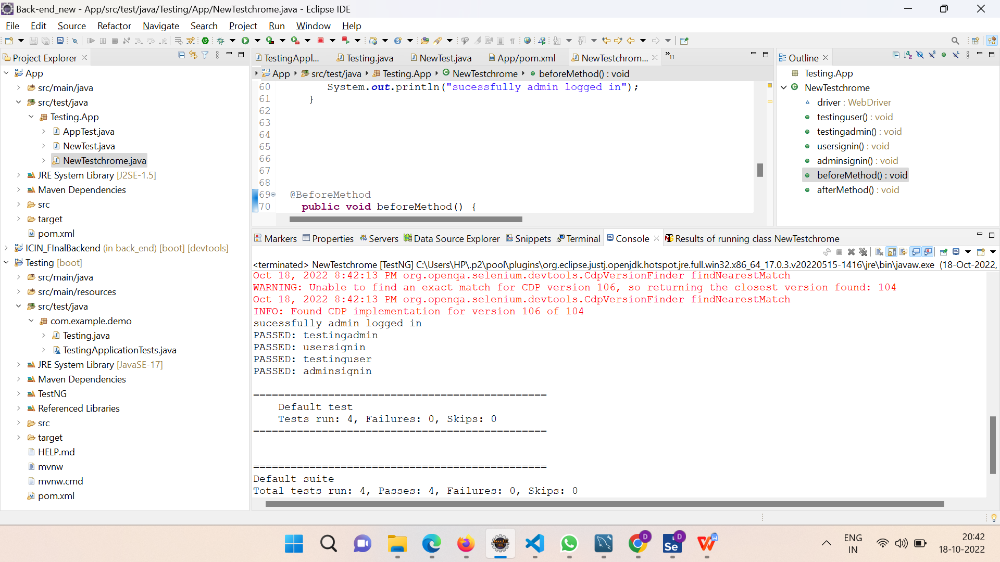 Back-end_new - App/src/test/java/Testing/App/NewTestchrome.java - Eclipse IDE
File Edit Source Refactor Navigate Search Project Run Window Help
Project Explorer
App
src/main/java
src/test/java
Testing.App
AppTest.java
NewTest.java
NewTestchrome.java
JRE System Library [J2SE-1.5]
Maven Dependencies
src
target
pom.xml
ICIN_FInalBackend (in back_end) [boot] [devtools]
Testing [boot]
src/main/java
src/main/resources
src/test/java
com.example.demo
Testing.java
TestingApplicationTests.java
JRE System Library [JavaSE-17]
Maven Dependencies
TestNG
Referenced Libraries
src
target
HELP.md
mvnw
mvnw.cmd
pom.xml
TestingAppl... Testing.java NewTest.java App/pom.xml NewTestchrom... »11
App src/test/java Testing.App NewTestchrome beforeMethod() : void
60 System.out.println("sucessfully admin logged in");
61 }
62
63
64
65
66
67
68
69 @BeforeMethod
70 public void beforeMethod() {
Outline
Testing.App
NewTestchrome
driver : WebDriver
testinguser() : void
testingadmin() : void
usersignin() : void
adminsignin() : void
beforeMethod() : void
afterMethod() : void
Markers Properties Servers Data Source Explorer Snippets Terminal Console Results of running class NewTestchrome
<terminated> NewTestchrome [TestNG] C:\Users\HP\.p2\pool\plugins\org.eclipse.justj.openjdk.hotspot.jre.full.win32.x86_64_17.0.3.v20220515-1416\jre\bin\javaw.exe (18-Oct-2022,
Oct 18, 2022 8:42:13 PM org.openqa.selenium.devtools.CdpVersionFinder findNearestMatch
WARNING: Unable to find an exact match for CDP version 106, so returning the closest version found: 104
Oct 18, 2022 8:42:13 PM org.openqa.selenium.devtools.CdpVersionFinder findNearestMatch
INFO: Found CDP implementation for version 106 of 104
sucessfully admin logged in
PASSED: testingadmin
PASSED: usersignin
PASSED: testinguser
PASSED: adminsignin
===============================================
Default test
Tests run: 4, Failures: 0, Skips: 0
===============================================
===============================================
Default suite
Total tests run: 4, Passes: 4, Failures: 0, Skips: 0
D
Se
D
ENG
IN
20:42
18-10-2022